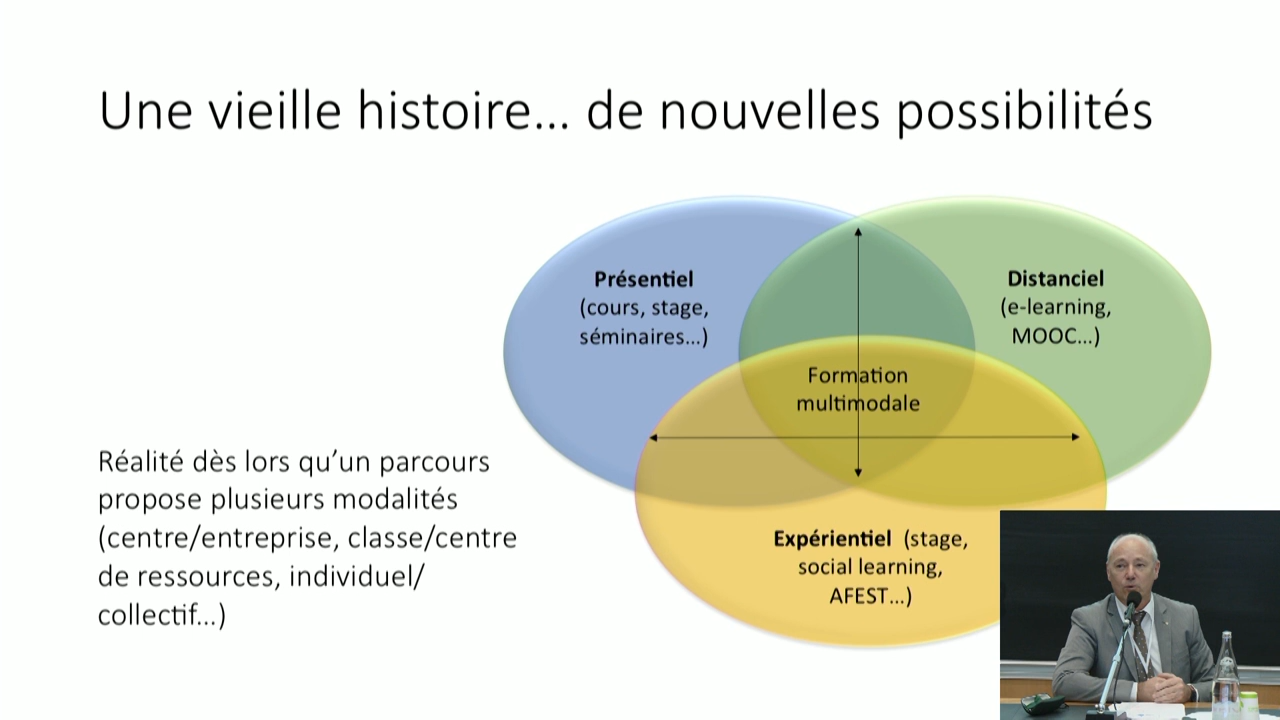 Une vieille histoire... de nouvelles possibilités
Présentiel
(cours, stage,
séminaires...)
Distanciel
(e-learning,
MOOC...)
Formation
multimodale
Réalité dès lors qu'un parcours
propose plusieurs modalités
(centre/entreprise, classe/centre
de ressources, individuel/
collectif...)
Expérientiel (stage,
social learning,
AFEST...)